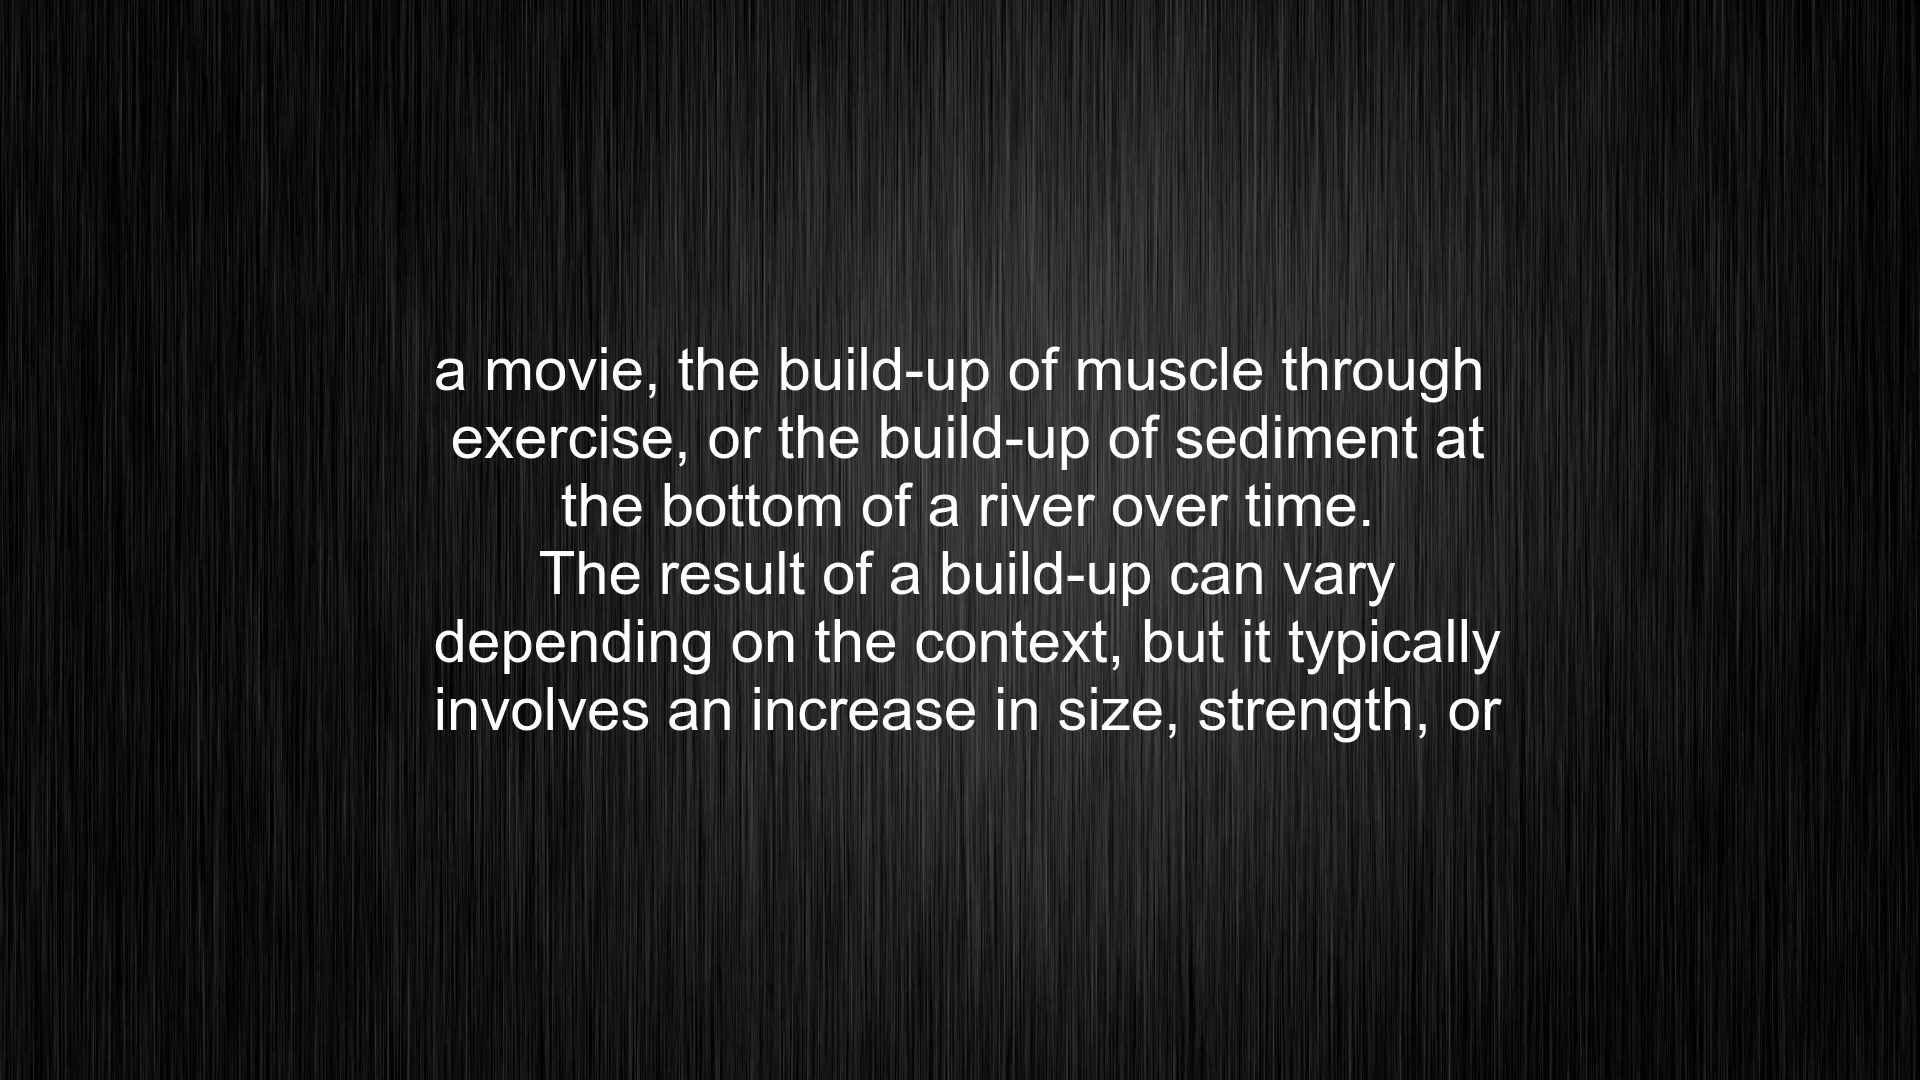 a movie, the build-up of muscle through
exercise, or the build-up of sediment at
the bottom of a river over time.
The result of a build-up can vary
depending on the context, but it typically
involves an increase in size, strength, or